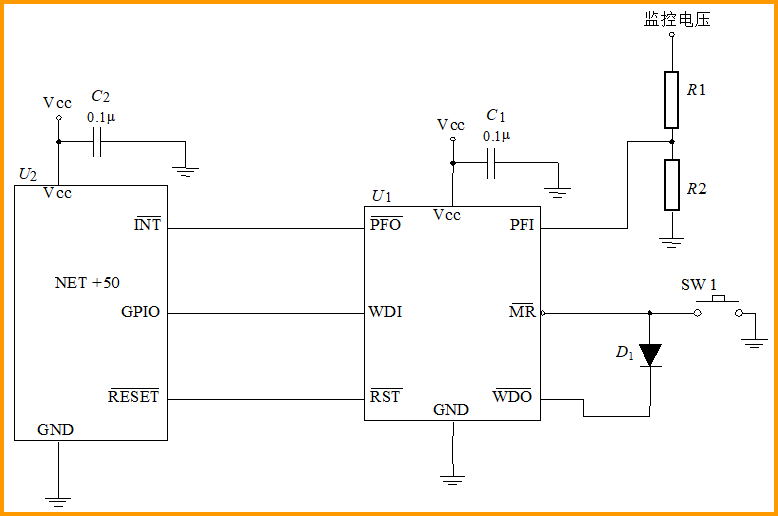 监控电压
R1
R2
Vcc
C2
0.1μ
Vcc
C1
0.1μ
U2
Vcc
U1
Vcc
INT
PFO
PFI
NET +50
SW 1
GPIO
WDI
MR
D1
RESET
RST
WDO
GND
GND